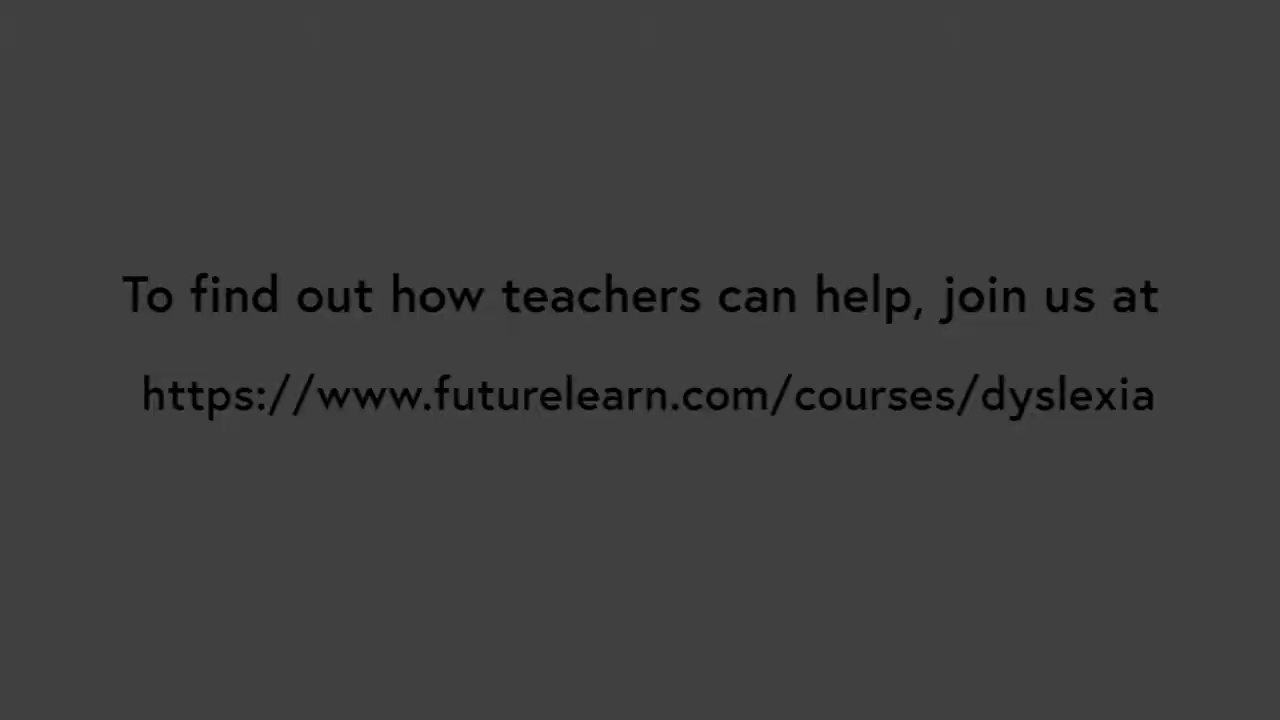 To find out how teachers can help, join us at
https://www.futurelearn.com/courses/dyslexia